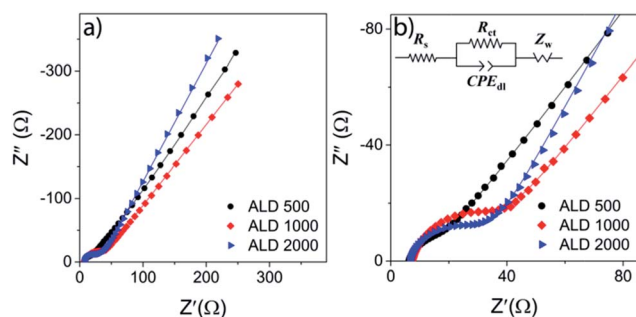 a)
-300
-200
-100
0
0 100 200 300
Z″ (Ω)
Z′(Ω)
ALD 500
ALD 1000
ALD 2000
b)
-80
-40
0
0 40 80
Z″ (Ω)
Z′(Ω)
Rs
Rct
CPEdl
Zw
ALD 500
ALD 1000
ALD 2000